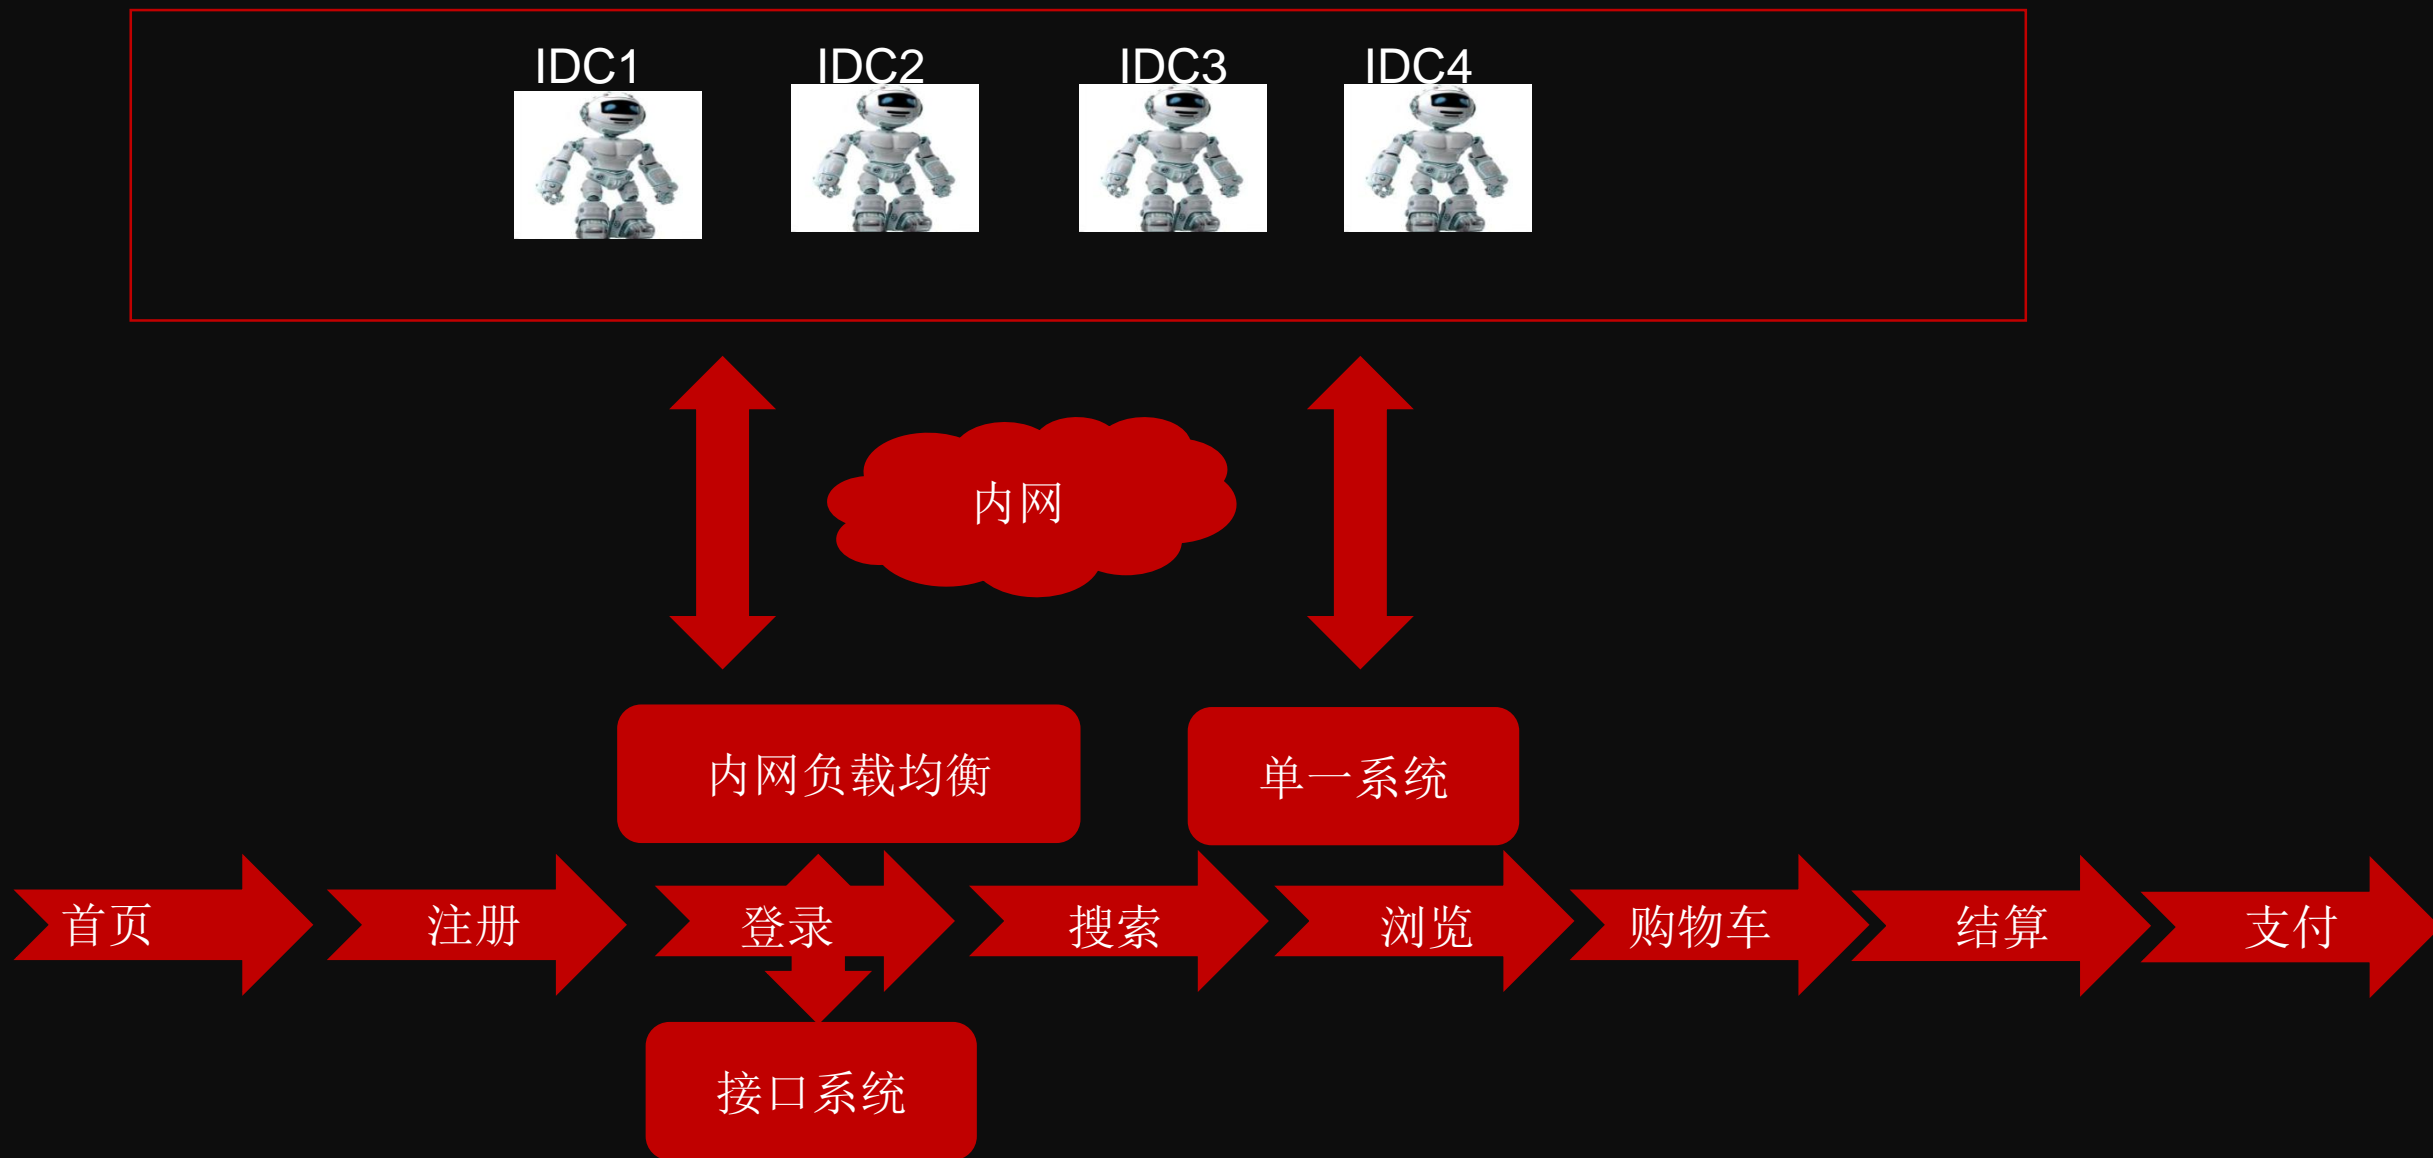 IDC1
IDC2
IDC3
IDC4
内网
内网负载均衡
单一系统
首页
注册
登录
搜索
浏览
购物车
结算
支付
接口系统